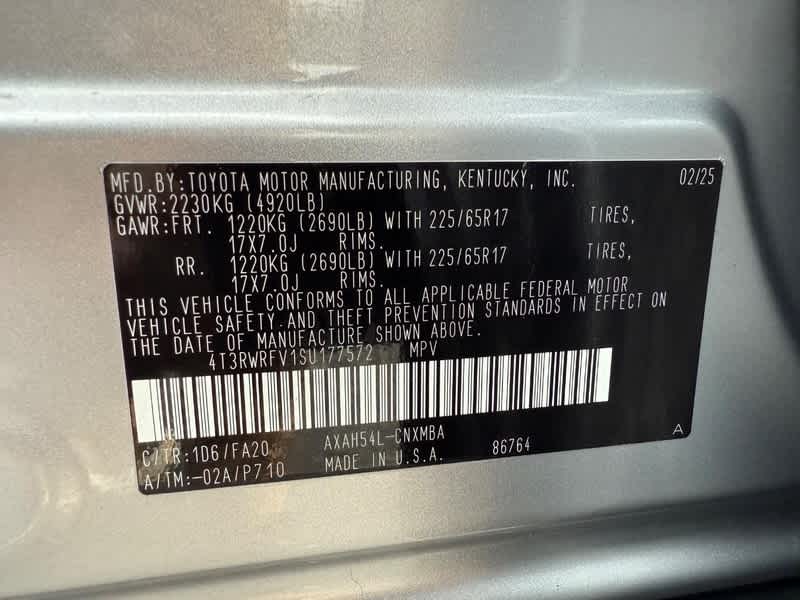 MFD.BY:TOYOTA MOTOR MANUFACTURING, KENTUCKY, INC. 02/25
GVWR:2230KG (4920LB)
GAWR:FRT. 1220KG (2690LB) WITH 225/65R17 TIRES,
17X7.0J RIMS.
RR. 1220KG (2690LB) WITH 225/65R17 TIRES,
17X7.0J RIMS.
THIS VEHICLE CONFORMS TO ALL APPLICABLE FEDERAL MOTOR
VEHICLE SAFETY AND THEFT PREVENTION STANDARDS IN EFFECT ON
THE DATE OF MANUFACTURE SHOWN ABOVE.
4T3RWRFV1SU177572 MPV
C/TR:1D6/FA20 AXAH54L-CNXMBA 86764 A
A/TM:-02A/P710 MADE IN U.S.A.